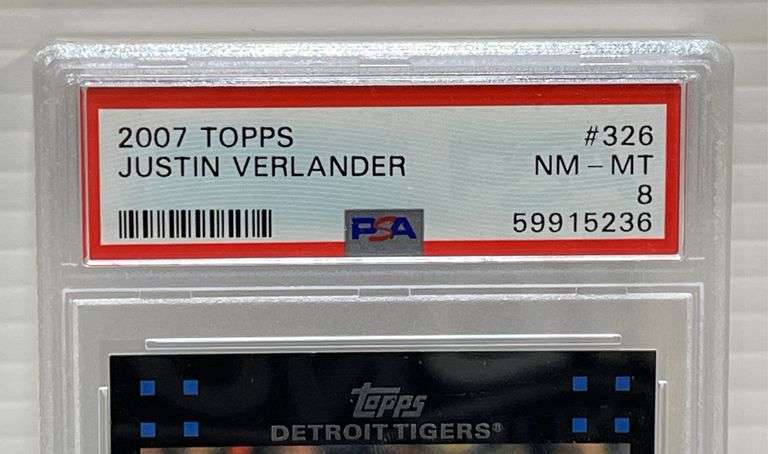 2007 TOPPS #326
JUSTIN VERLANDER NM - MT
8
PSA 59915236
Topps
DETROIT TIGERS®